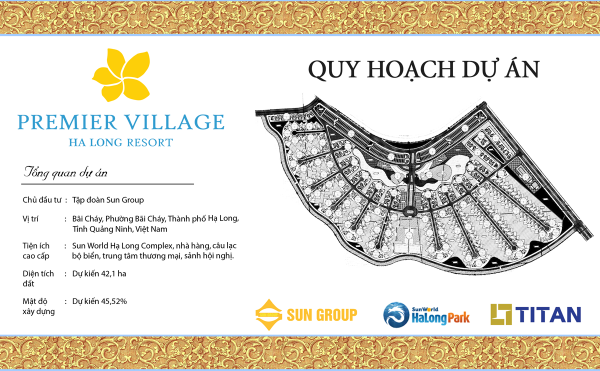 PREMIER VILLAGE
HA LONG RESORT
Tổng quan dự án
Chủ đầu tư : Tập đoàn Sun Group
Vị trí : Bãi Cháy, Phường Bãi Cháy, Thành phố Hạ Long,
Tỉnh Quảng Ninh, Việt Nam
Tiện ích : Sun World Hạ Long Complex, nhà hàng, câu lạc
cao cấp bộ biển, trung tâm thương mại, sảnh hội nghị.
Diện tích : Dự kiến 42,1 ha
đất
Mật độ : Dự kiến 45,52%
xây dựng
QUY HOẠCH DỰ ÁN
SUN GROUP
SunWorld
HaLong Park
TITAN